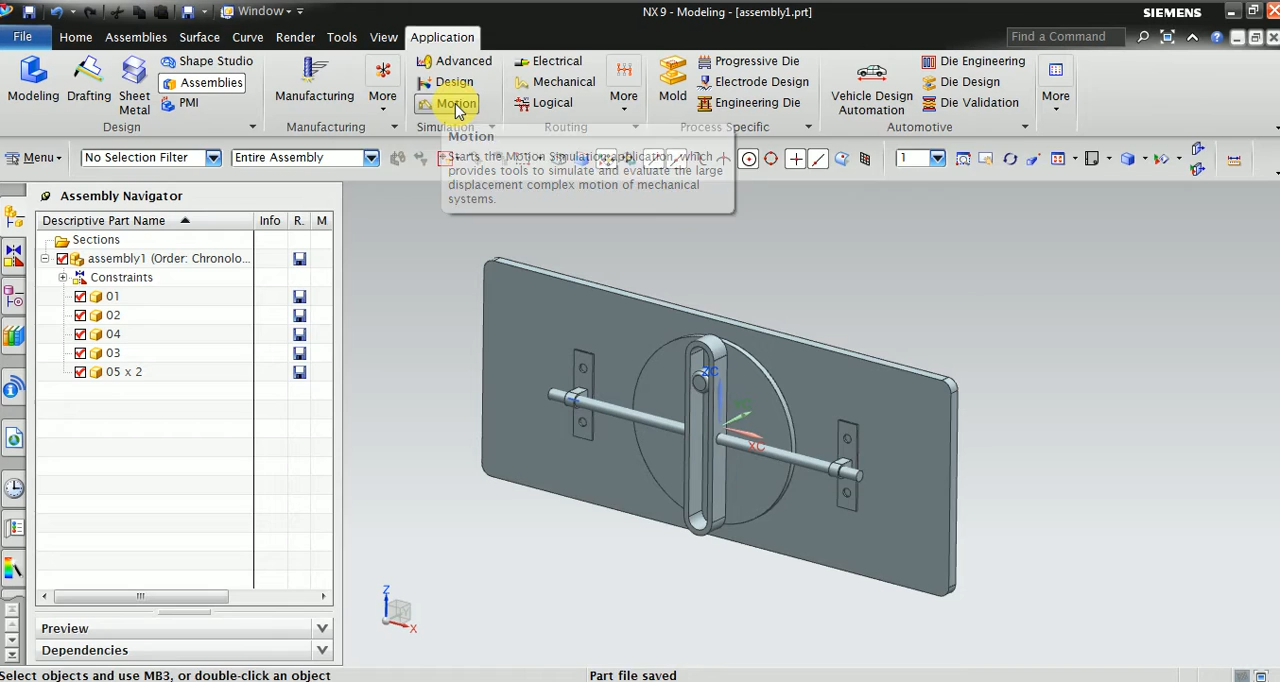 Window
NX 9 - Modeling - [assembly1.prt]
SIEMENS
File
Home
Assemblies
Surface
Curve
Render
Tools
View
Application
Find a Command
Modeling
Drafting
Sheet
Metal
Shape Studio
Assemblies
PMI
Design
Manufacturing
More
Manufacturing
Advanced
Design
Motion
Simulation
Electrical
Mechanical
Logical
More
Routing
Mold
Progressive Die
Electrode Design
Engineering Die
Process Specific
Vehicle Design
Automation
Die Engineering
Die Design
Die Validation
More
Automotive
Menu
No Selection Filter
Entire Assembly
1
Motion
Starts the Motion Simulation application, which
provides tools to simulate and evaluate the large
displacement complex motion of mechanical
systems.
Assembly Navigator
Descriptive Part Name
Info
R.
M
Sections
assembly1 (Order: Chronolo...
Constraints
01
02
04
03
05 x 2
Preview
Dependencies
ZC
XC
Z
X
Select objects and use MB3, or double-click an object
Part file saved